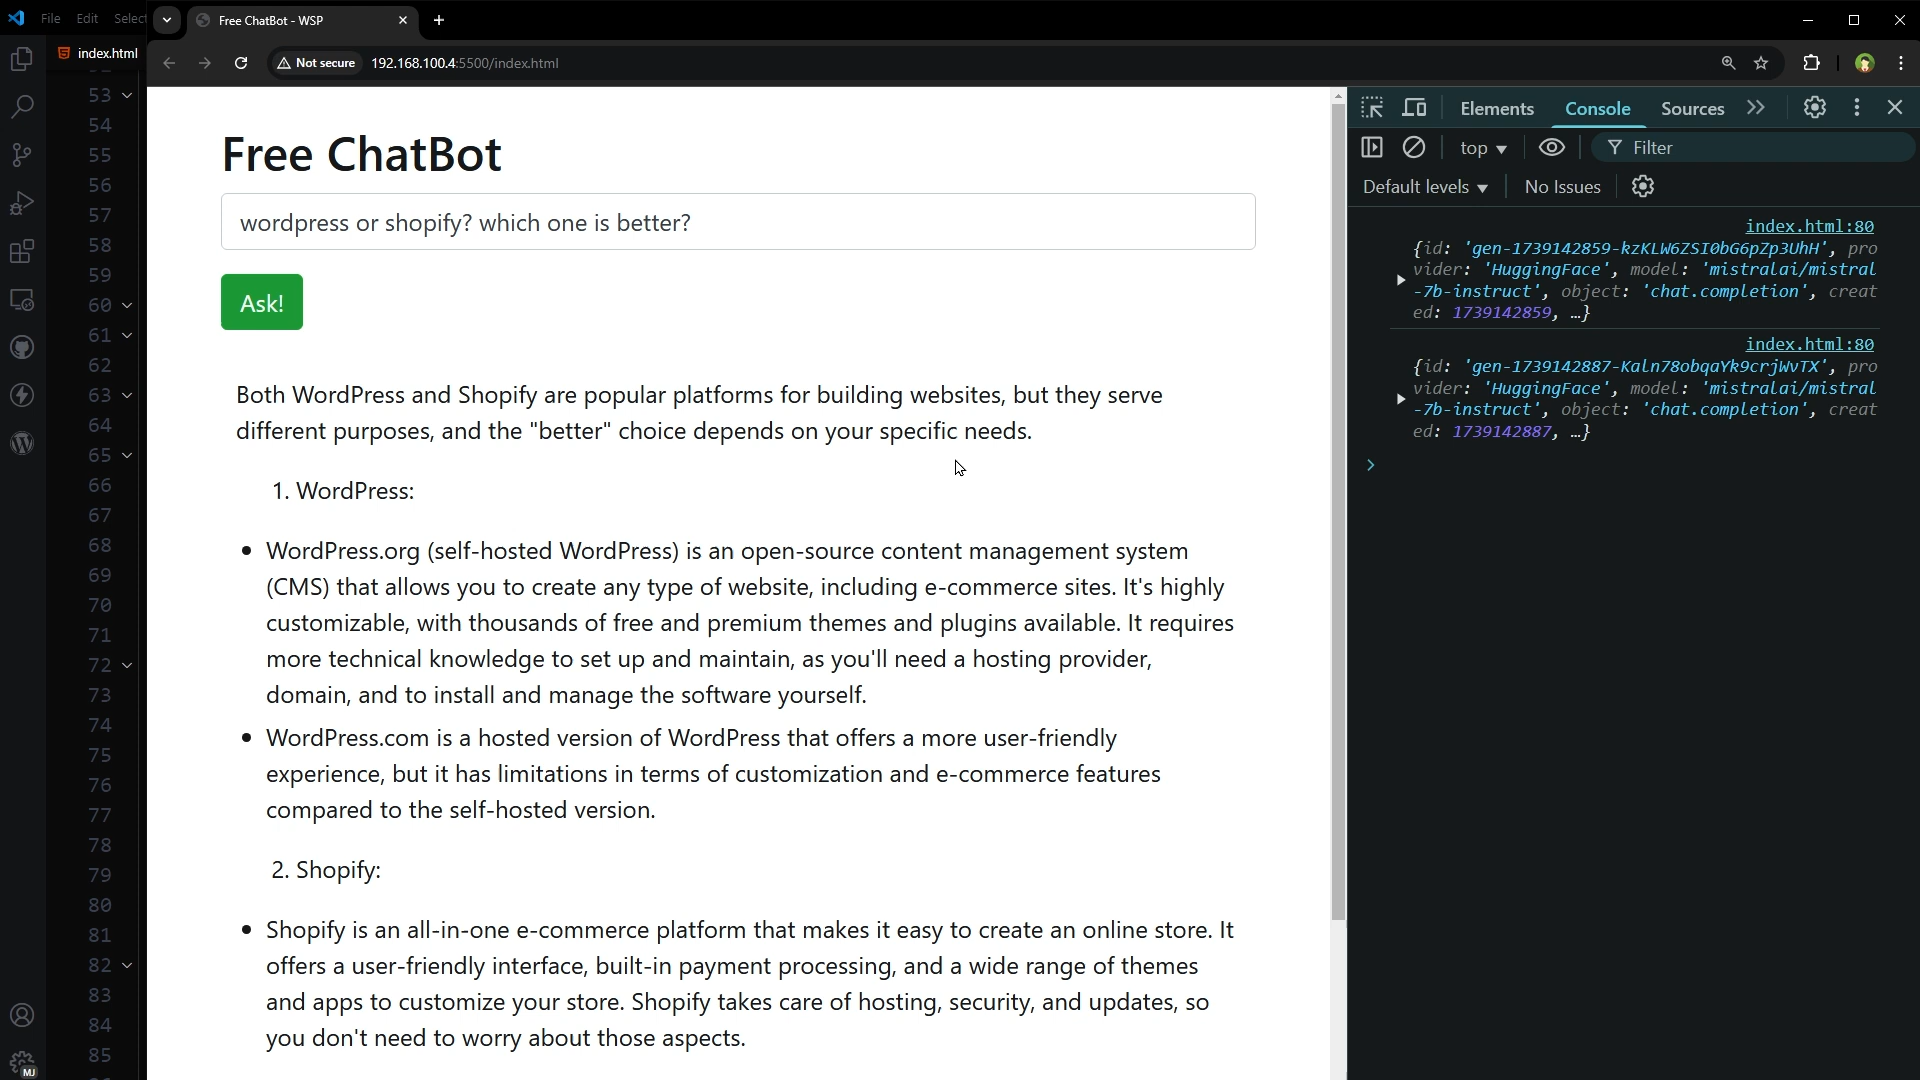 File Edit Selec
Free ChatBot - WSP
index.html
Not secure 192.168.100.4:5500/index.html
53
54
55
56
57
58
59
60
61
62
63
64
65
66
67
68
69
70
71
72
73
74
75
76
77
78
79
80
81
82
83
84
85
MJ
Free ChatBot
wordpress or shopify? which one is better?
Ask!
Both WordPress and Shopify are popular platforms for building websites, but they serve
different purposes, and the "better" choice depends on your specific needs.
1. WordPress:
• WordPress.org (self-hosted WordPress) is an open-source content management system
(CMS) that allows you to create any type of website, including e-commerce sites. It's highly
customizable, with thousands of free and premium themes and plugins available. It requires
more technical knowledge to set up and maintain, as you'll need a hosting provider,
domain, and to install and manage the software yourself.
• WordPress.com is a hosted version of WordPress that offers a more user-friendly
experience, but it has limitations in terms of customization and e-commerce features
compared to the self-hosted version.
2. Shopify:
• Shopify is an all-in-one e-commerce platform that makes it easy to create an online store. It
offers a user-friendly interface, built-in payment processing, and a wide range of themes
and apps to customize your store. Shopify takes care of hosting, security, and updates, so
you don't need to worry about those aspects.
Elements Console Sources
top Filter
Default levels No Issues
index.html:80
{id: 'gen-1739142859-kzKLW6ZSI0bG6pZp3UhH', pro
vider: 'HuggingFace', model: 'mistralai/mistral
-7b-instruct', object: 'chat.completion', creat
ed: 1739142859, …}
index.html:80
{id: 'gen-1739142887-Kaln78obqaYk9crjWvTX', pro
vider: 'HuggingFace', model: 'mistralai/mistral
-7b-instruct', object: 'chat.completion', creat
ed: 1739142887, …}